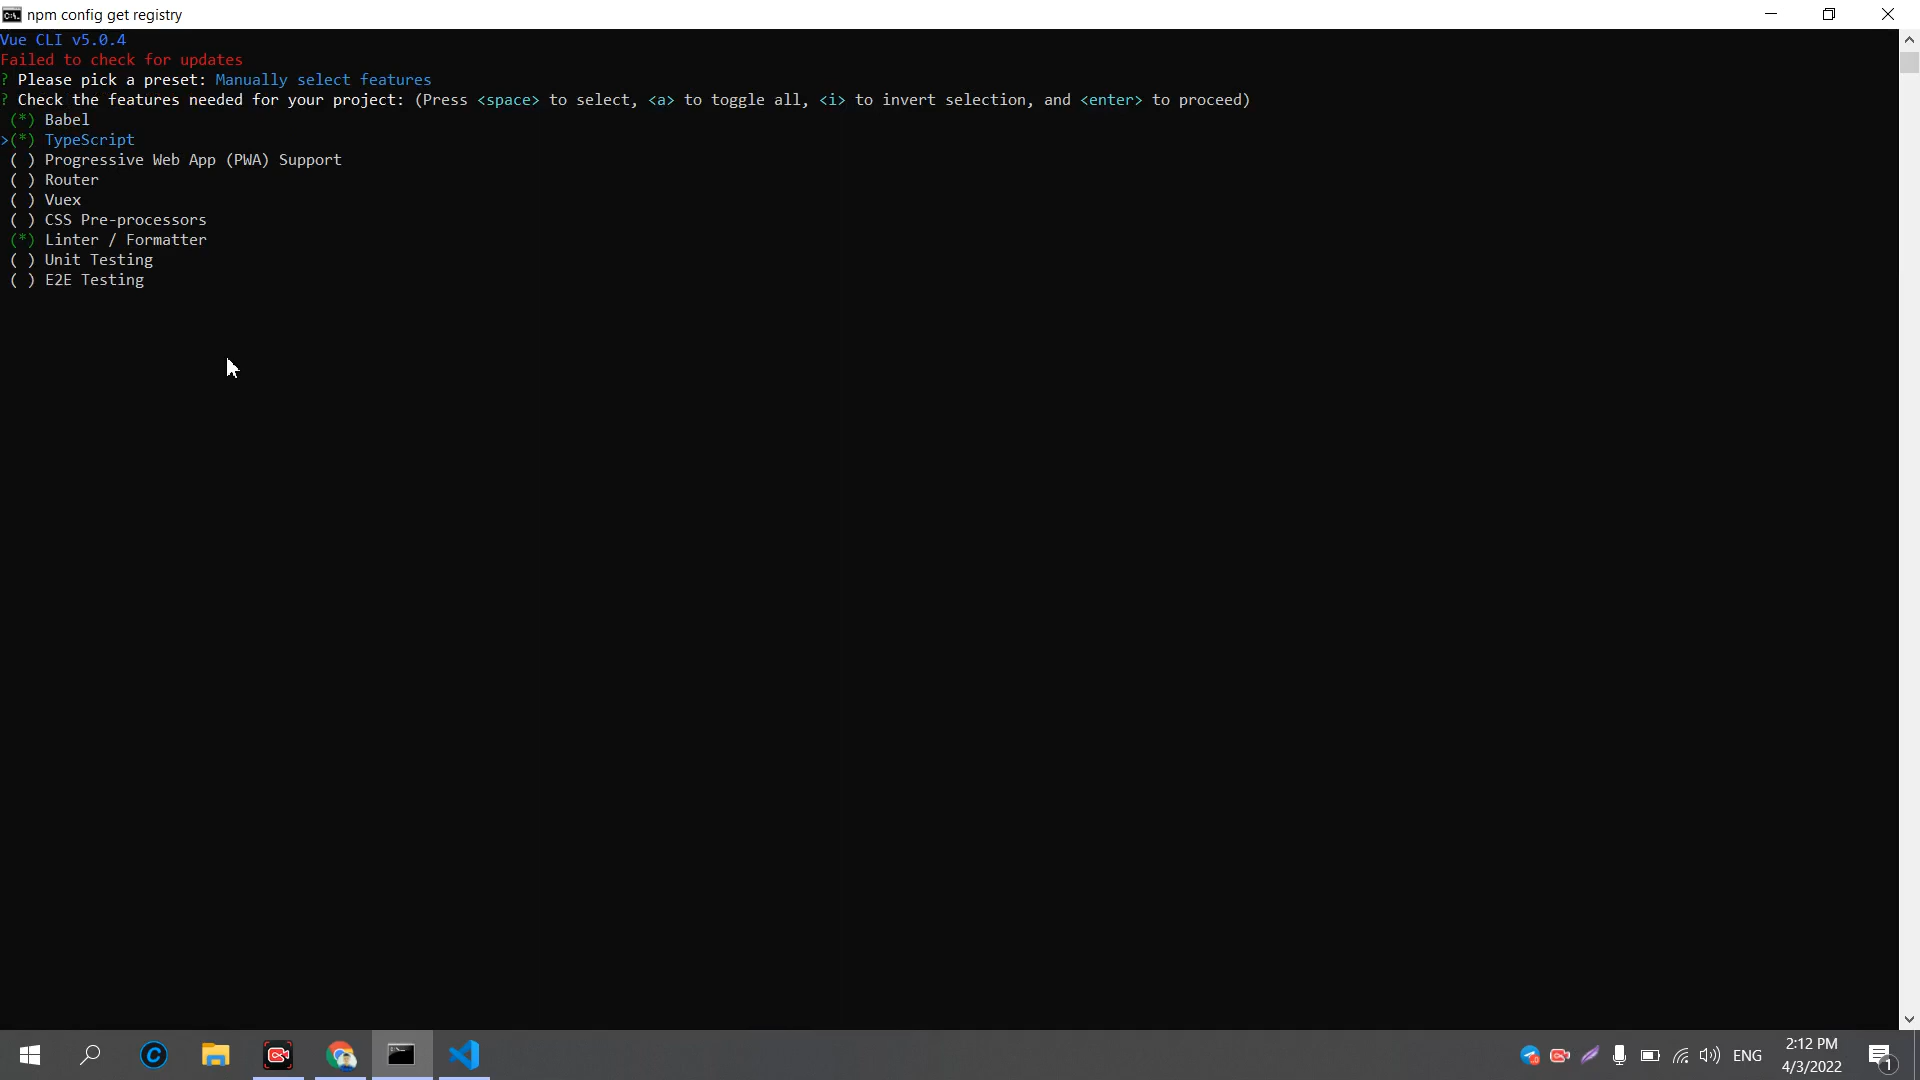 npm config get registry
Vue CLI v5.0.4
Failed to check for updates
? Please pick a preset: Manually select features
? Check the features needed for your project: (Press <space> to select, <a> to toggle all, <i> to invert selection, and <enter> to proceed)
(*) Babel
>(*) TypeScript
( ) Progressive Web App (PWA) Support
( ) Router
( ) Vuex
( ) CSS Pre-processors
(*) Linter / Formatter
( ) Unit Testing
( ) E2E Testing
ENG
2:12 PM
4/3/2022
1